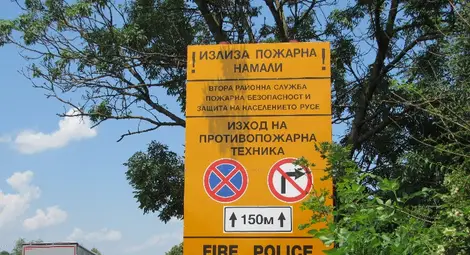 ! ИЗЛИЗА ПОЖАРНА !
НАМАЛИ
ВТОРА РАЙОННА СЛУЖБА
ПОЖАРНА БЕЗОПАСНОСТ И
ЗАЩИТА НА НАСЕЛЕНИЕТО РУСЕ
ИЗХОД НА
ПРОТИВОПОЖАРНА
ТЕХНИКА
150м
FIRE POLICE